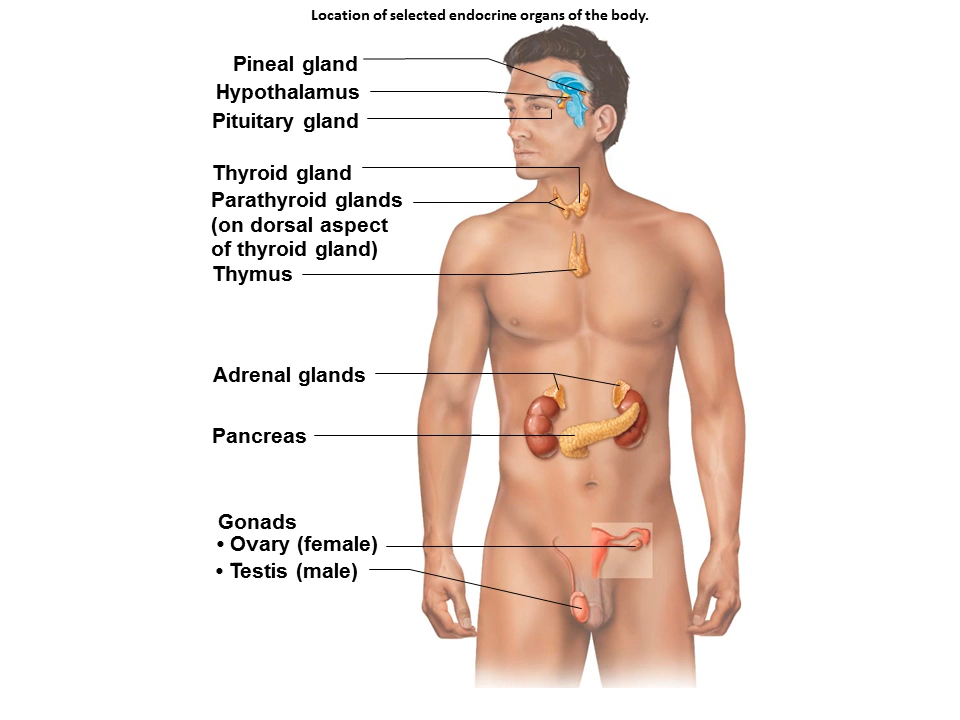 Location of selected endocrine organs of the body.
Pineal gland
Hypothalamus
Pituitary gland
Thyroid gland
Parathyroid glands
(on dorsal aspect
of thyroid gland)
Thymus
Adrenal glands
Pancreas
Gonads
• Ovary (female)
• Testis (male)